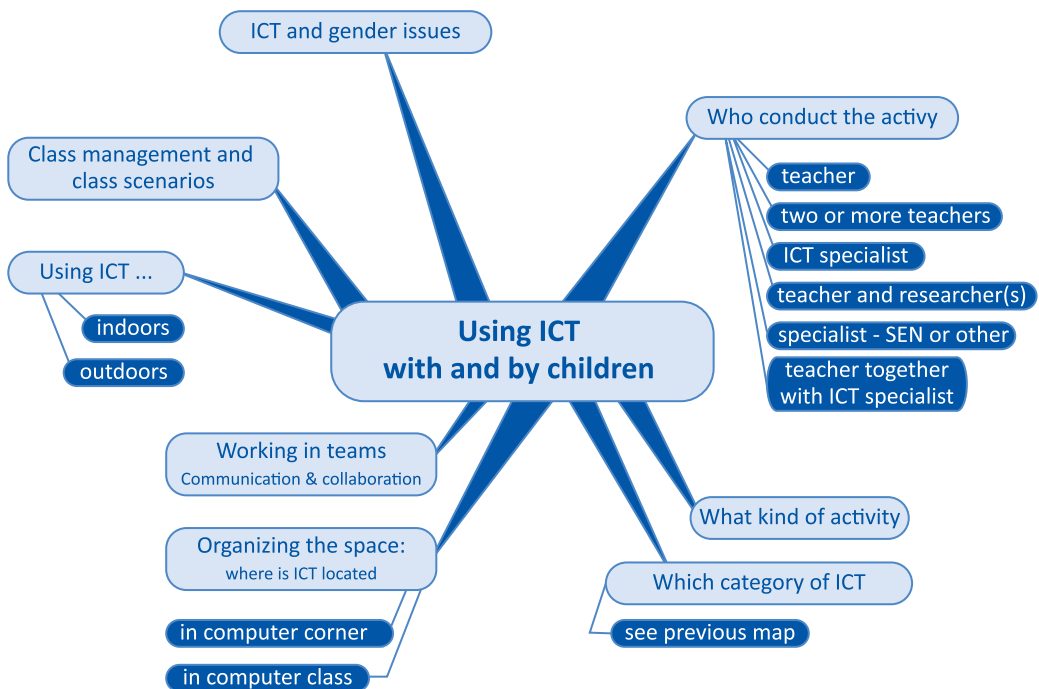 ICT and gender issues
Who conduct the activy
teacher
two or more teachers
ICT specialist
teacher and researcher(s)
specialist - SEN or other
teacher together
with ICT specialist
Class management and
class scenarios
Using ICT ...
indoors
outdoors
Using ICT
with and by children
Working in teams
Communication & collaboration
Organizing the space:
where is ICT located
in computer corner
in computer class
What kind of activity
Which category of ICT
see previous map